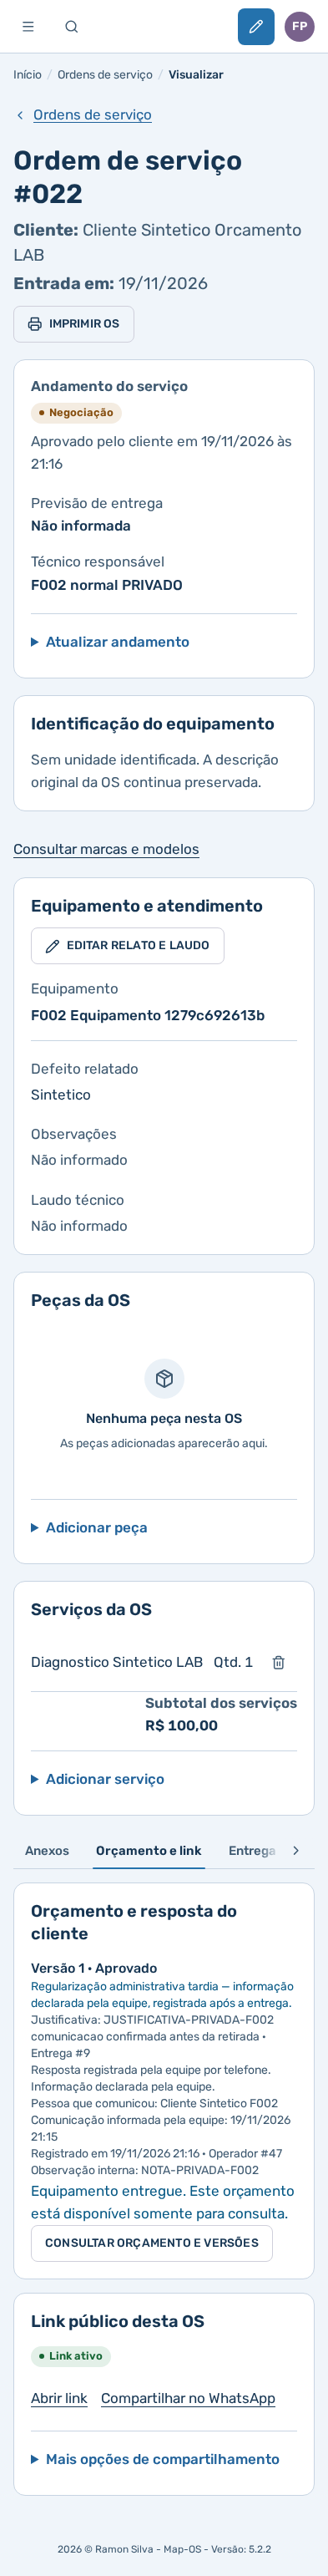 FP
Início / Ordens de serviço / Visualizar
Ordens de serviço
Ordem de serviço
#022
Cliente: Cliente Sintetico Orcamento
LAB
Entrada em: 19/11/2026
IMPRIMIR OS
Andamento do serviço
Negociação
Aprovado pelo cliente em 19/11/2026 às
21:16
Previsão de entrega
Não informada
Técnico responsável
F002 normal PRIVADO
Atualizar andamento
Identificação do equipamento
Sem unidade identificada. A descrição
original da OS continua preservada.
Consultar marcas e modelos
Equipamento e atendimento
EDITAR RELATO E LAUDO
Equipamento
F002 Equipamento 1279c692613b
Defeito relatado
Sintetico
Observações
Não informado
Laudo técnico
Não informado
Peças da OS
Nenhuma peça nesta OS
As peças adicionadas aparecerão aqui.
Adicionar peça
Serviços da OS
Diagnostico Sintetico LAB Qtd. 1
Subtotal dos serviços
R$ 100,00
Adicionar serviço
Anexos Orçamento e link Entrega
Orçamento e resposta do
cliente
Versão 1 • Aprovado
Regularização administrativa tardia — informação
declarada pela equipe, registrada após a entrega.
Justificativa: JUSTIFICATIVA-PRIVADA-F002
comunicacao confirmada antes da retirada •
Entrega #9
Resposta registrada pela equipe por telefone.
Informação declarada pela equipe.
Pessoa que comunicou: Cliente Sintetico F002
Comunicação informada pela equipe: 19/11/2026
21:15
Registrado em 19/11/2026 21:16 • Operador #47
Observação interna: NOTA-PRIVADA-F002
Equipamento entregue. Este orçamento
está disponível somente para consulta.
CONSULTAR ORÇAMENTO E VERSÕES
Link público desta OS
Link ativo
Abrir link Compartilhar no WhatsApp
Mais opções de compartilhamento
2026 © Ramon Silva - Map-OS - Versão: 5.2.2